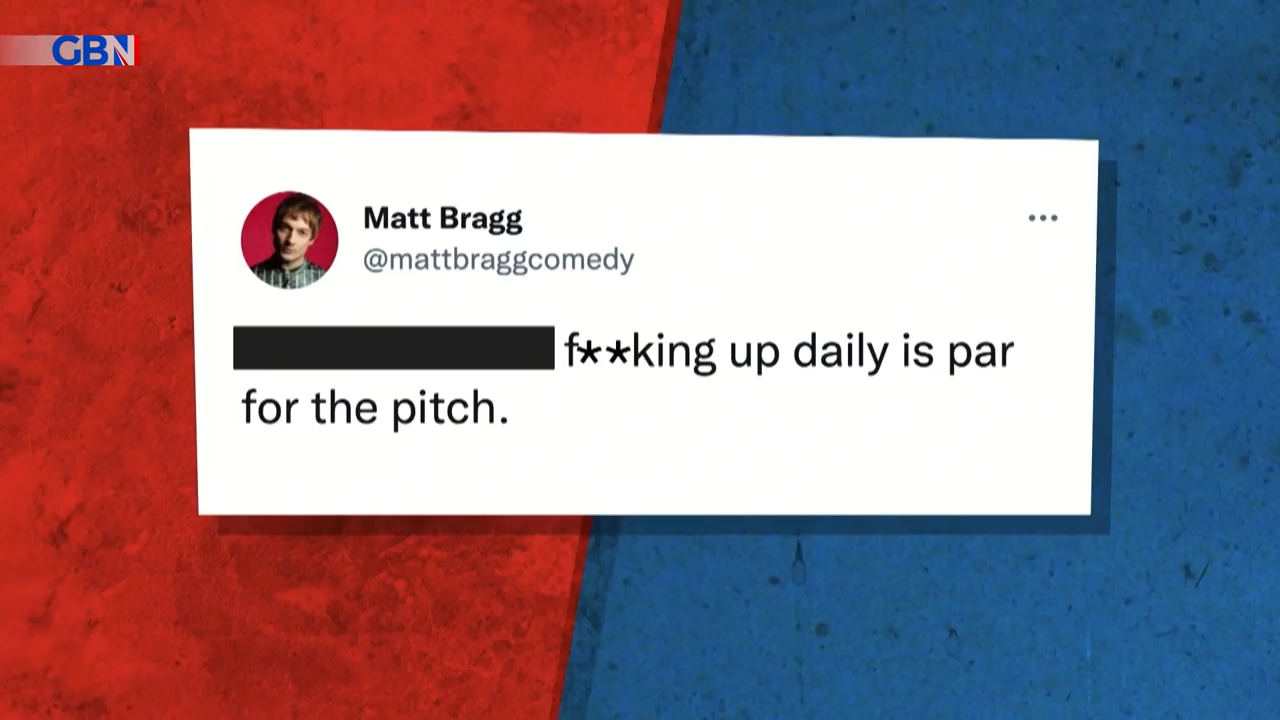 GBN
Matt Bragg
@mattbraggcomedy
f**king up daily is par
for the pitch.